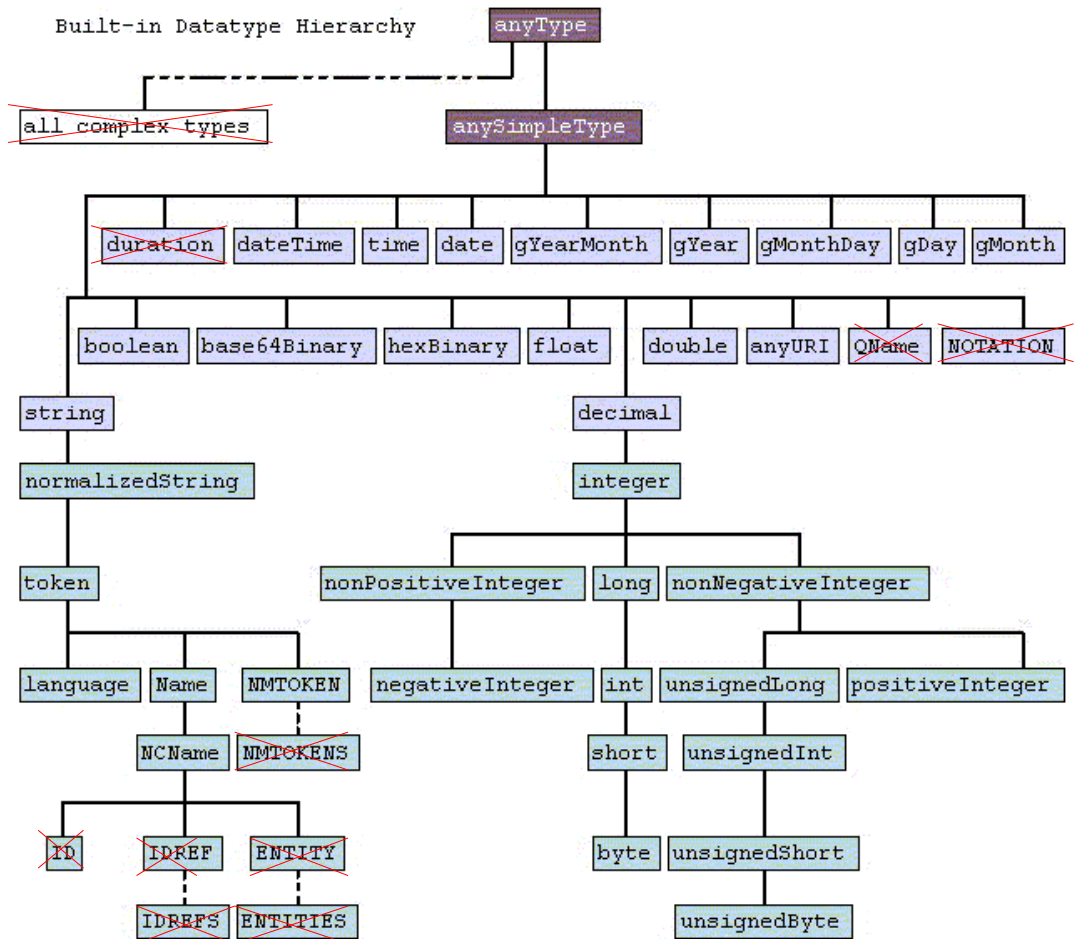 Built-in Datatype Hierarchy
anyType
all complex types
anySimpleType
duration
dateTime
time
date
gYearMonth
gYear
gMonthDay
gDay
gMonth
boolean
base64Binary
hexBinary
float
double
anyURI
QName
NOTATION
string
decimal
normalizedString
integer
token
nonPositiveInteger
long
nonNegativeInteger
language
Name
NMTOKEN
negativeInteger
int
unsignedLong
positiveInteger
NCName
NMTOKENS
short
unsignedInt
ID
IDREF
ENTITY
byte
unsignedShort
IDREFS
ENTITIES
unsignedByte